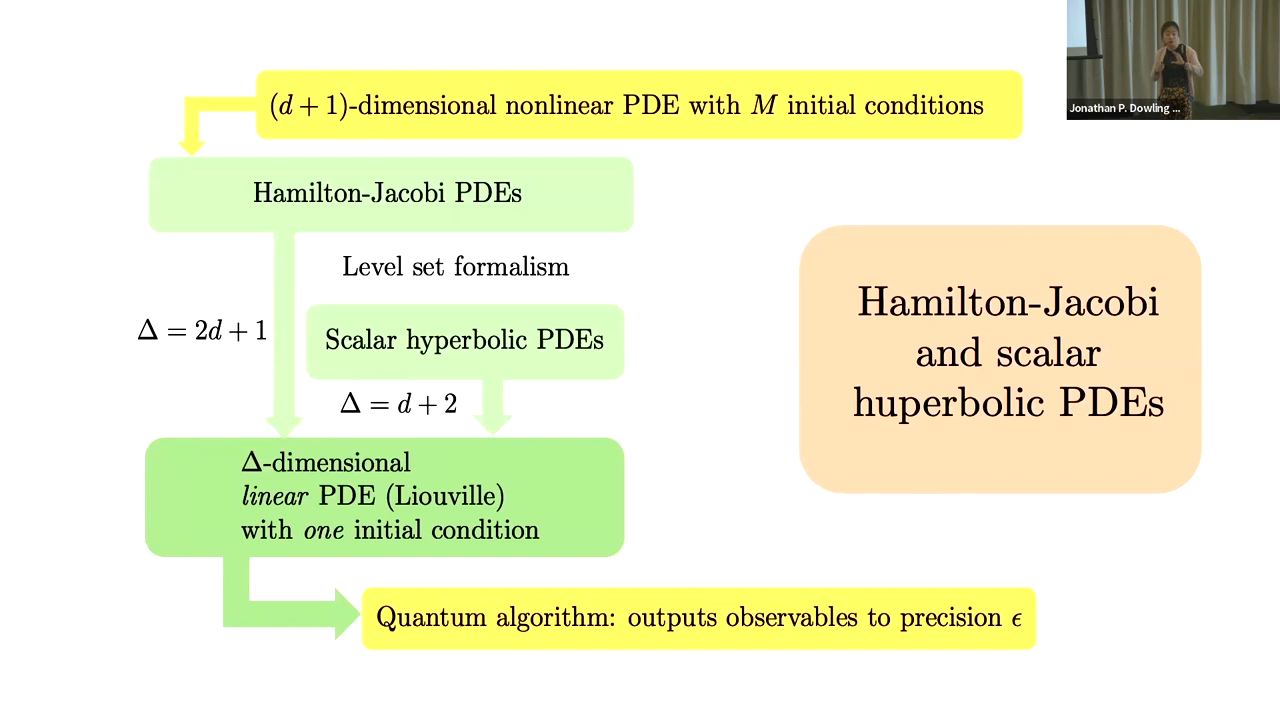 (d + 1)-dimensional nonlinear PDE with M initial conditions
Jonathan P. Dowling ...
Hamilton-Jacobi PDEs
Level set formalism
Δ = 2d + 1
Scalar hyperbolic PDEs
Δ = d + 2
Δ-dimensional
linear PDE (Liouville)
with one initial condition
Quantum algorithm: outputs observables to precision ϵ
Hamilton-Jacobi
and scalar
huperbolic PDEs